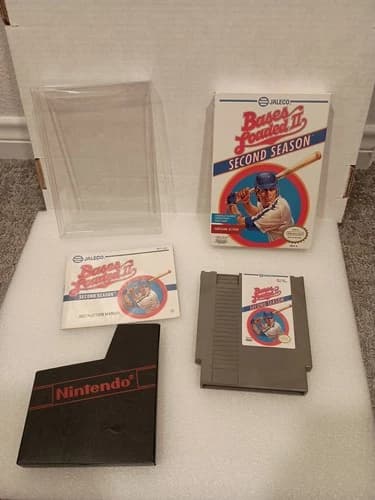 JALECO
Bases
Loaded II
SECOND SEASON
JALECO
Bases
Loaded II
SECOND SEASON
INSTRUCTION MANUAL
Bases
Loaded II
SECOND SEASON
Nintendo